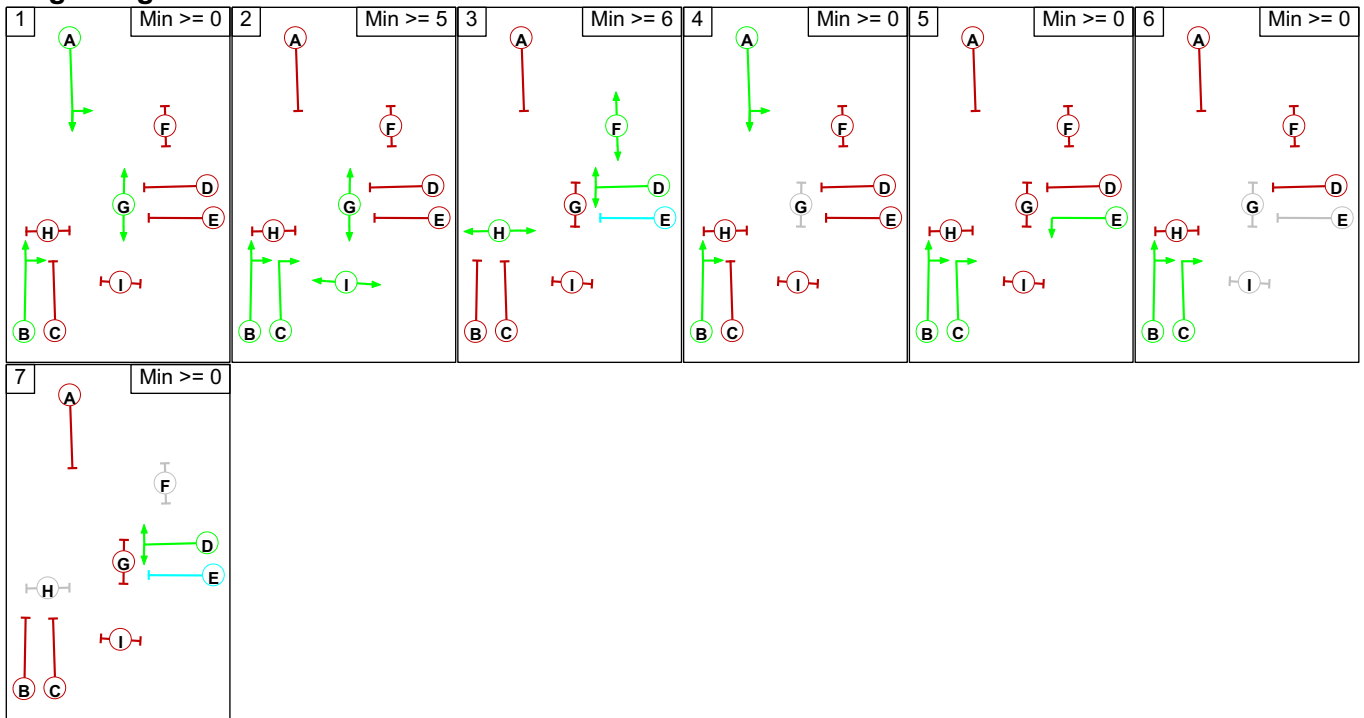 1 Min >= 0
A
F
D
G
E
H
I
B C
2 Min >= 5
A
F
D
G
E
H
I
B C
3 Min >= 6
A
F
D
G
E
H
I
B C
4 Min >= 0
A
F
D
G
E
H
I
B C
5 Min >= 0
A
F
D
G
E
H
I
B C
6 Min >= 0
A
F
D
G
E
H
I
B C
7 Min >= 0
A
F
D
G
E
H
I
B C